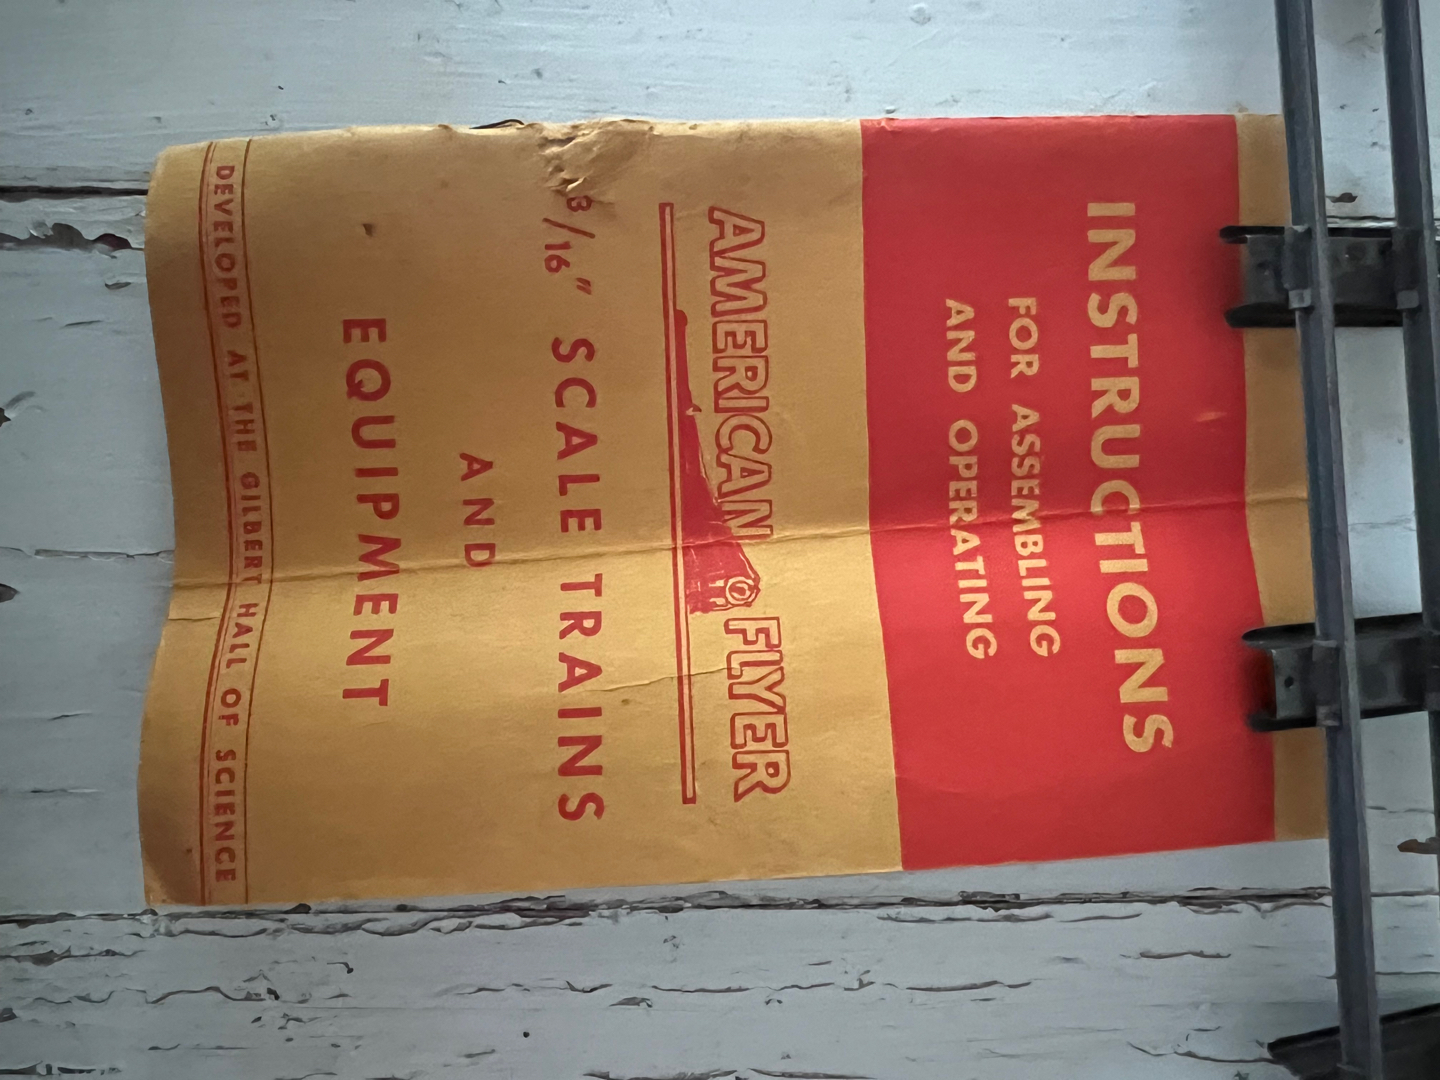 INSTRUCTIONS
FOR ASSEMBLING
AND OPERATING
AMERICAN FLYER
3/16" SCALE TRAINS
AND
EQUIPMENT
DEVELOPED AT THE GILBERT HALL OF SCIENCE